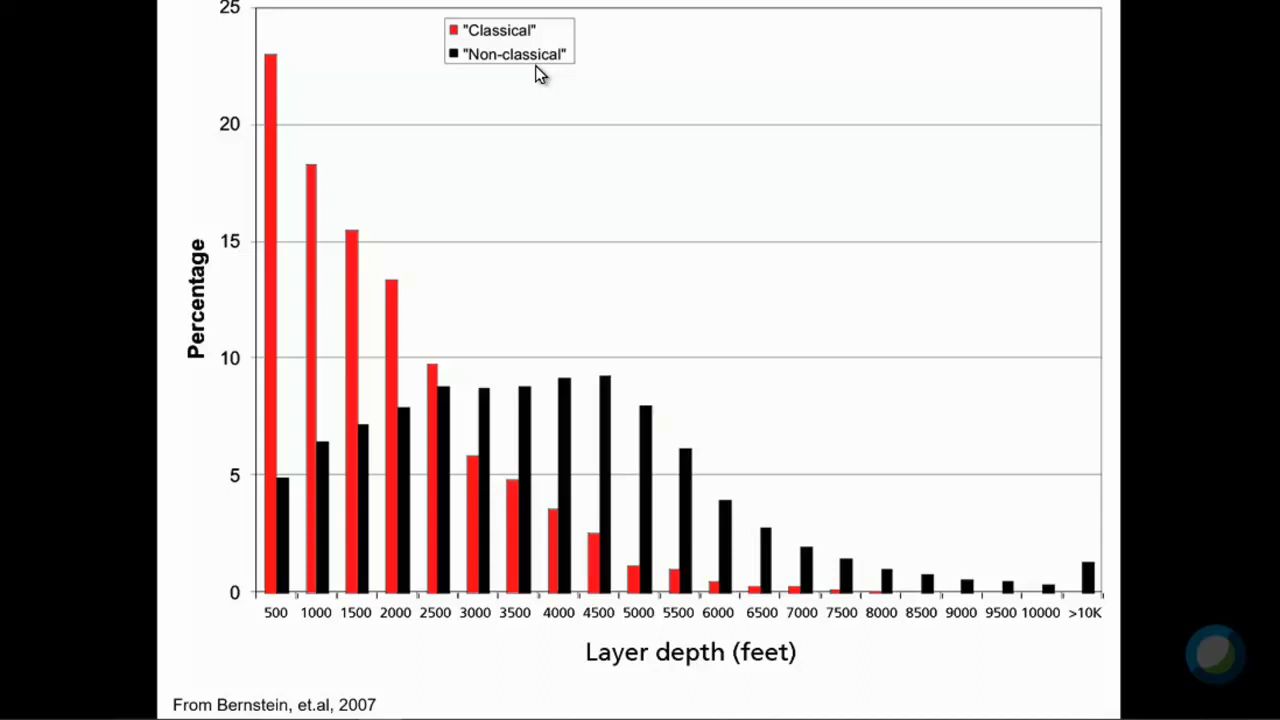 25
"Classical"
"Non-classical"
20
15
Percentage
10
5
0
500 1000 1500 2000 2500 3000 3500 4000 4500 5000 5500 6000 6500 7000 7500 8000 8500 9000 9500 10000 >10K
Layer depth (feet)
From Bernstein, et.al, 2007